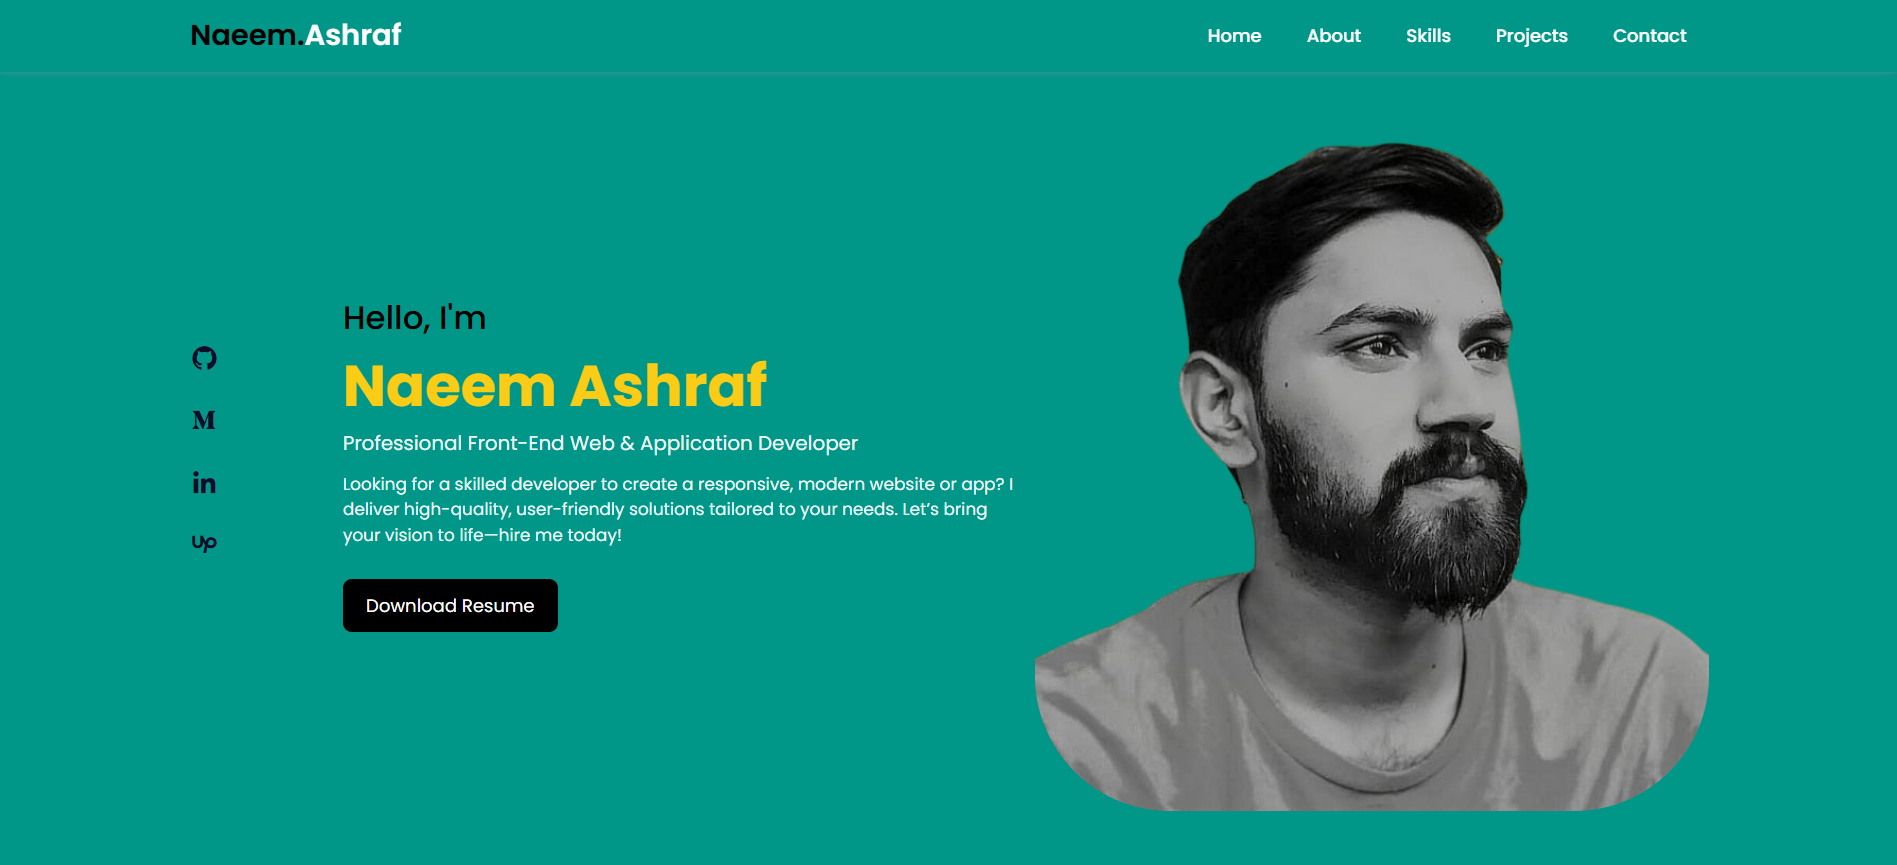 Naeem.Ashraf
Home About Skills Projects Contact
Hello, I'm
Naeem Ashraf
Professional Front-End Web & Application Developer
Looking for a skilled developer to create a responsive, modern website or app? I
deliver high-quality, user-friendly solutions tailored to your needs. Let’s bring
your vision to life—hire me today!
Download Resume
M
in
up